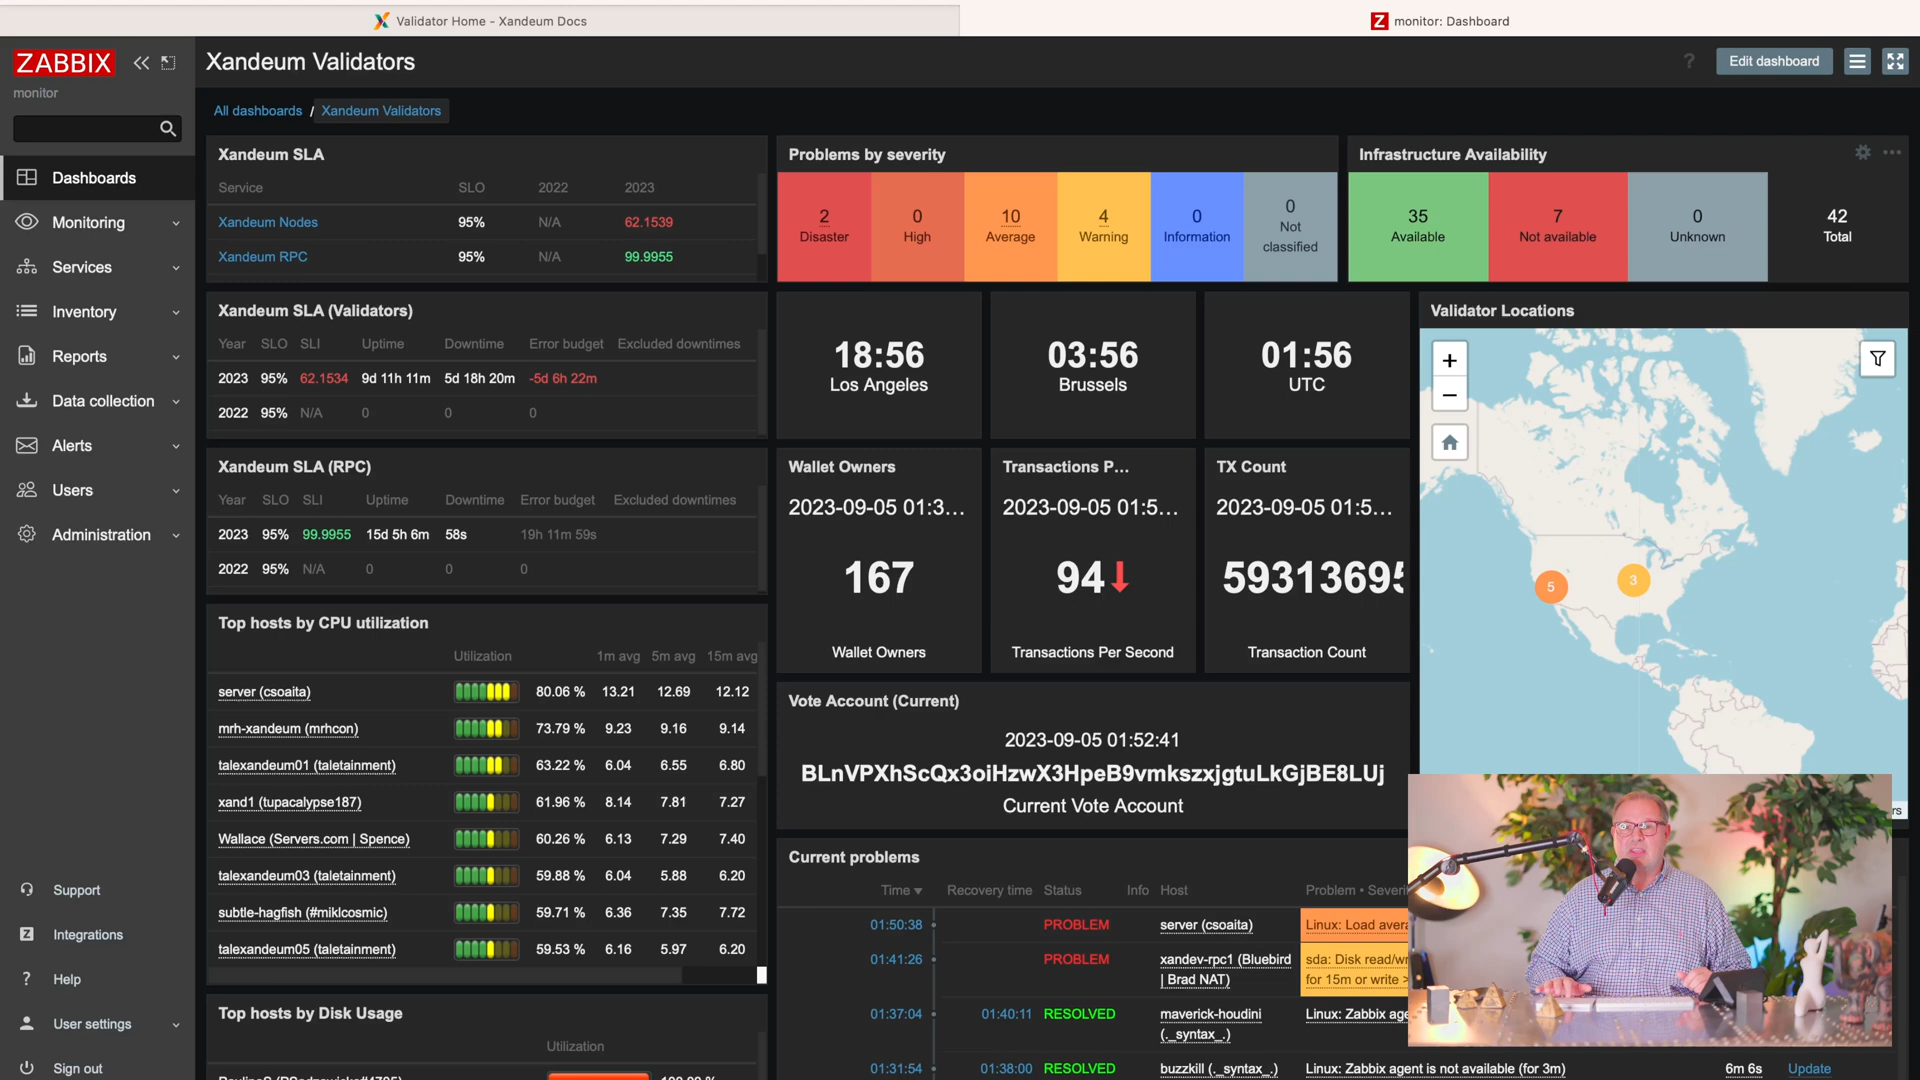 Validator Home - Xandeum Docs
Z monitor: Dashboard
ZABBIX
monitor
Dashboards
Monitoring
Services
Inventory
Reports
Data collection
Alerts
Users
Administration
Support
Z Integrations
? Help
User settings
Sign out
Xandeum Validators
? Edit dashboard
All dashboards / Xandeum Validators
Xandeum SLA
Service SLO 2022 2023
Xandeum Nodes 95% N/A 62.1539
Xandeum RPC 95% N/A 99.9955
Xandeum SLA (Validators)
Year SLO SLI Uptime Downtime Error budget Excluded downtimes
2023 95% 62.1534 9d 11h 11m 5d 18h 20m -5d 6h 22m
2022 95% N/A 0 0 0
Xandeum SLA (RPC)
Year SLO SLI Uptime Downtime Error budget Excluded downtimes
2023 95% 99.9955 15d 5h 6m 58s 19h 11m 59s
2022 95% N/A 0 0 0
Top hosts by CPU utilization
Utilization 1m avg 5m avg 15m avg
server (csoaita) 80.06 % 13.21 12.69 12.12
mrh-xandeum (mrhcon) 73.79 % 9.23 9.16 9.14
talexandeum01 (taletainment) 63.22 % 6.04 6.55 6.80
xand1 (tupacalypse187) 61.96 % 8.14 7.81 7.27
Wallace (Servers.com | Spence) 60.26 % 6.13 7.29 7.40
talexandeum03 (taletainment) 59.88 % 6.04 5.88 6.20
subtle-hagfish (#miklcosmic) 59.71 % 6.36 7.35 7.72
talexandeum05 (taletainment) 59.53 % 6.16 5.97 6.20
Top hosts by Disk Usage
Utilization
Problems by severity
2 Disaster
0 High
10 Average
4 Warning
0 Information
0 Not classified
Infrastructure Availability
35 Available
7 Not available
0 Unknown
42 Total
18:56
Los Angeles
03:56
Brussels
01:56
UTC
Wallet Owners
2023-09-05 01:3...
167
Wallet Owners
Transactions P...
2023-09-05 01:5...
94
Transactions Per Second
TX Count
2023-09-05 01:5...
59313695
Transaction Count
Validator Locations
+
−
5
3
Vote Account (Current)
2023-09-05 01:52:41
BLnVPXhScQx3oiHzwX3HpeB9vmkszxjgtuLkGjBE8LUj
Current Vote Account
Current problems
Time Recovery time Status Info Host Problem • Severi
01:50:38 PROBLEM server (csoaita) Linux: Load avera
01:41:26 PROBLEM xandev-rpc1 (Bluebird | Brad NAT) sda: Disk read/wr
for 15m or write >
01:37:04 01:40:11 RESOLVED maverick-houdini (._syntax_.) Linux: Zabbix age
01:31:54 01:38:00 RESOLVED buzzkill (._syntax_.) Linux: Zabbix agent is not available (for 3m) 6m 6s Update